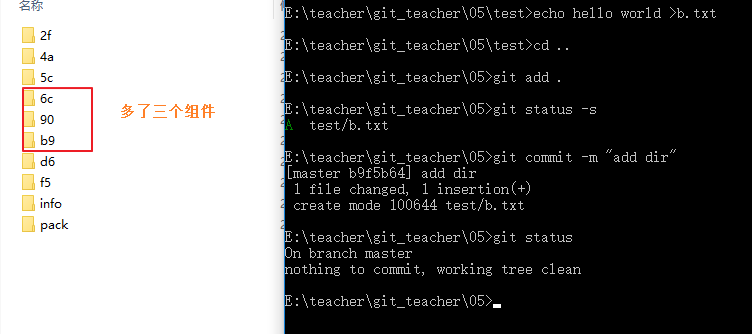 名称
2f
4a
5c
6c
90
b9
d6
f5
info
pack
多了三个组件
E:\teacher\git_teacher\05\test>echo hello world >b.txt
E:\teacher\git_teacher\05\test>cd ..
E:\teacher\git_teacher\05>git add .
E:\teacher\git_teacher\05>git status -s
A  test/b.txt
E:\teacher\git_teacher\05>git commit -m "add dir"
[master b9f5b64] add dir
 1 file changed, 1 insertion(+)
 create mode 100644 test/b.txt
E:\teacher\git_teacher\05>git status
On branch master
nothing to commit, working tree clean
E:\teacher\git_teacher\05>